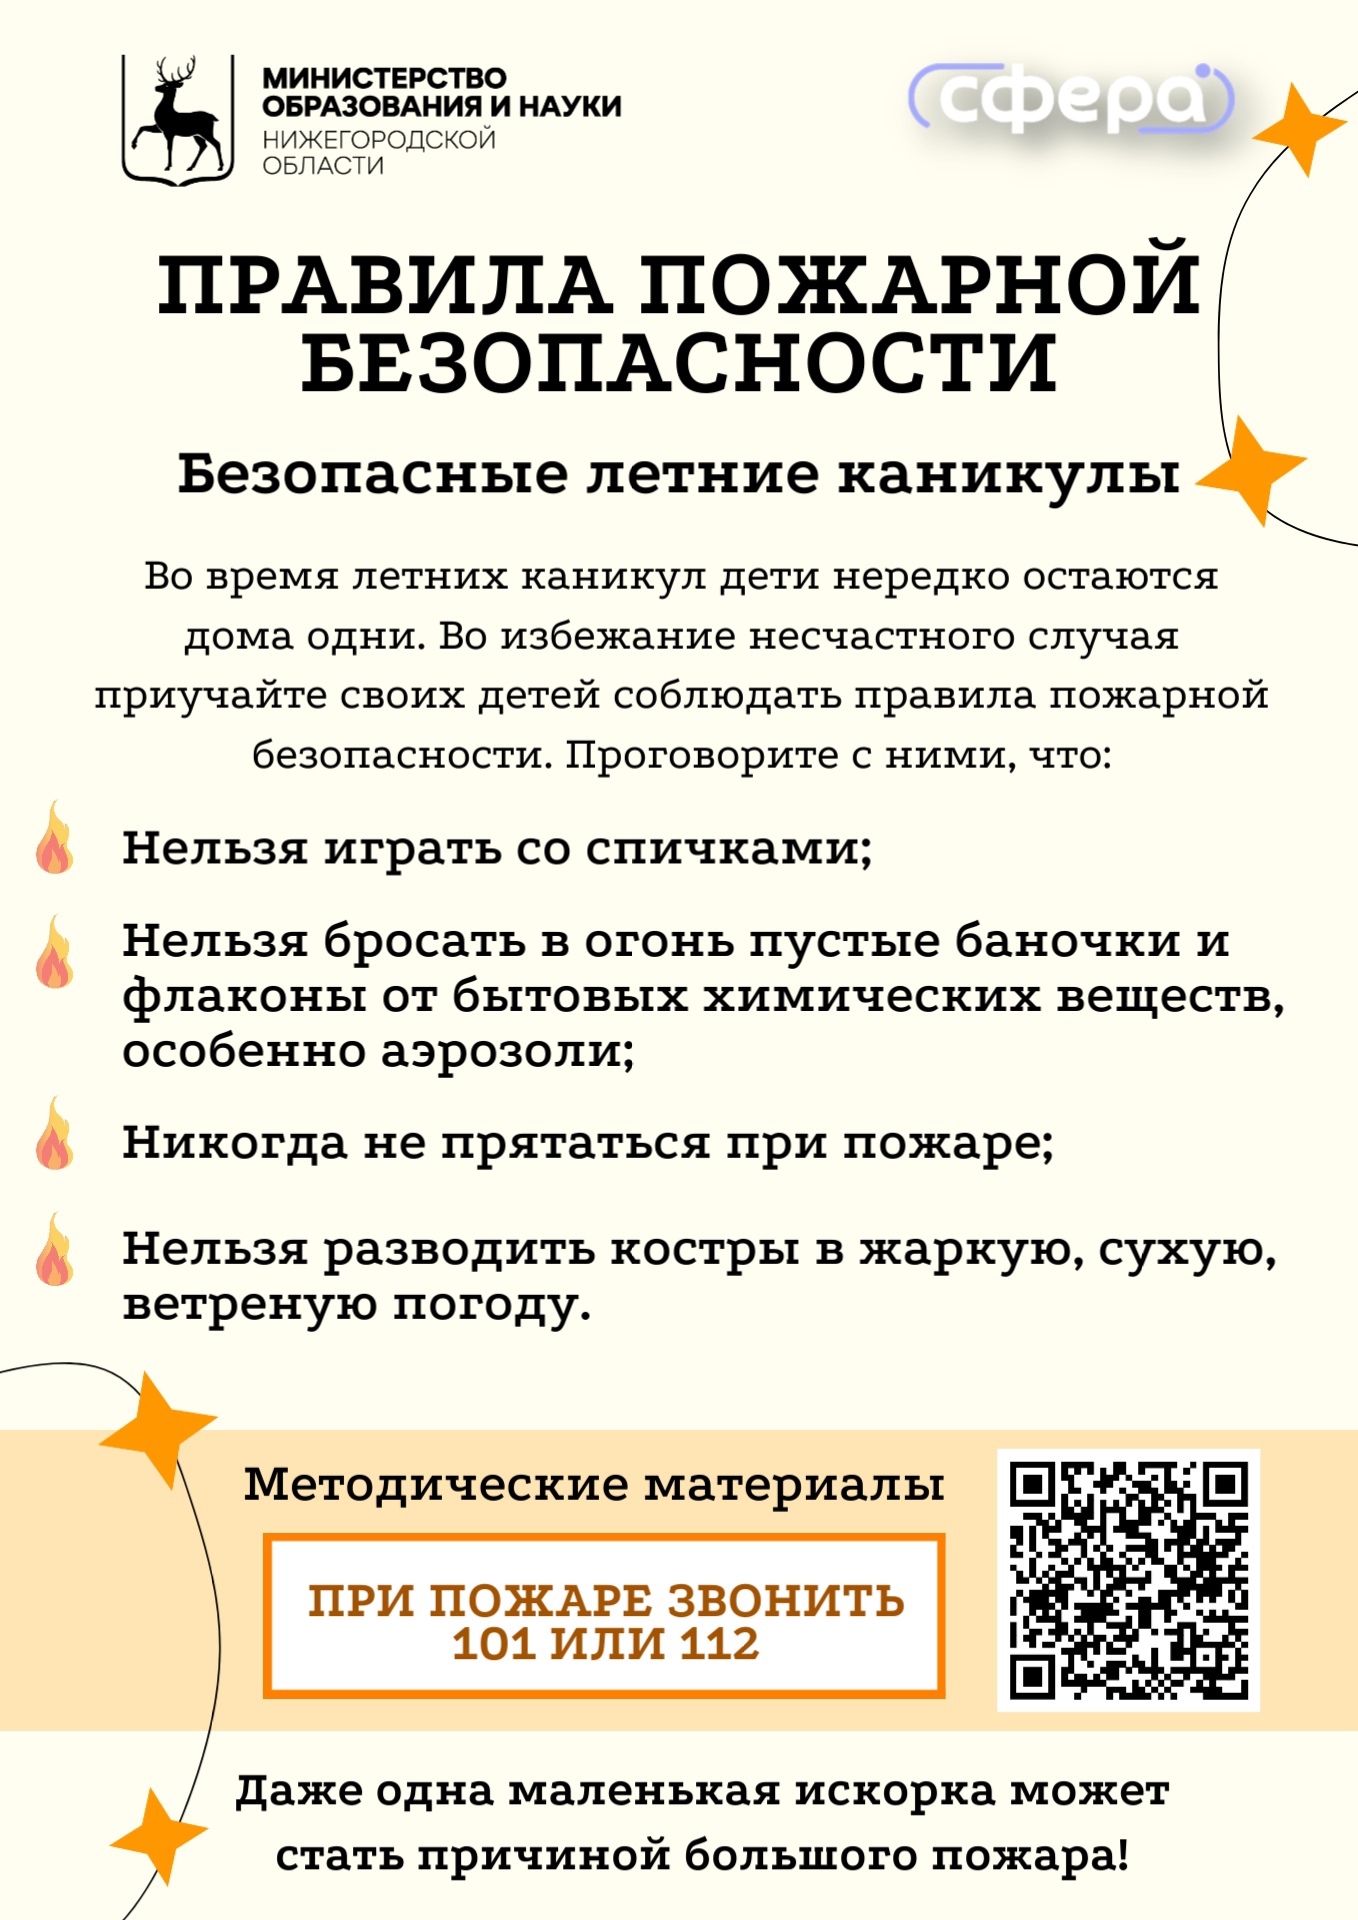 МИНИСТЕРСТВО
ОБРАЗОВАНИЯ И НАУКИ
НИЖЕГОРОДСКОЙ
ОБЛАСТИ
сфера
ПРАВИЛА ПОЖАРНОЙ
БЕЗОПАСНОСТИ
Безопасные летние каникулы
Во время летних каникул дети нередко остаются
дома одни. Во избежание несчастного случая
приучайте своих детей соблюдать правила пожарной
безопасности. Проговорите с ними, что:
Нельзя играть со спичками;
Нельзя бросать в огонь пустые баночки и
флаконы от бытовых химических веществ,
особенно аэрозоли;
Никогда не прятаться при пожаре;
Нельзя разводить костры в жаркую, сухую,
ветреную погоду.
Методические материалы
ПРИ ПОЖАРЕ ЗВОНИТЬ
101 ИЛИ 112
Даже одна маленькая искорка может
стать причиной большого пожара!